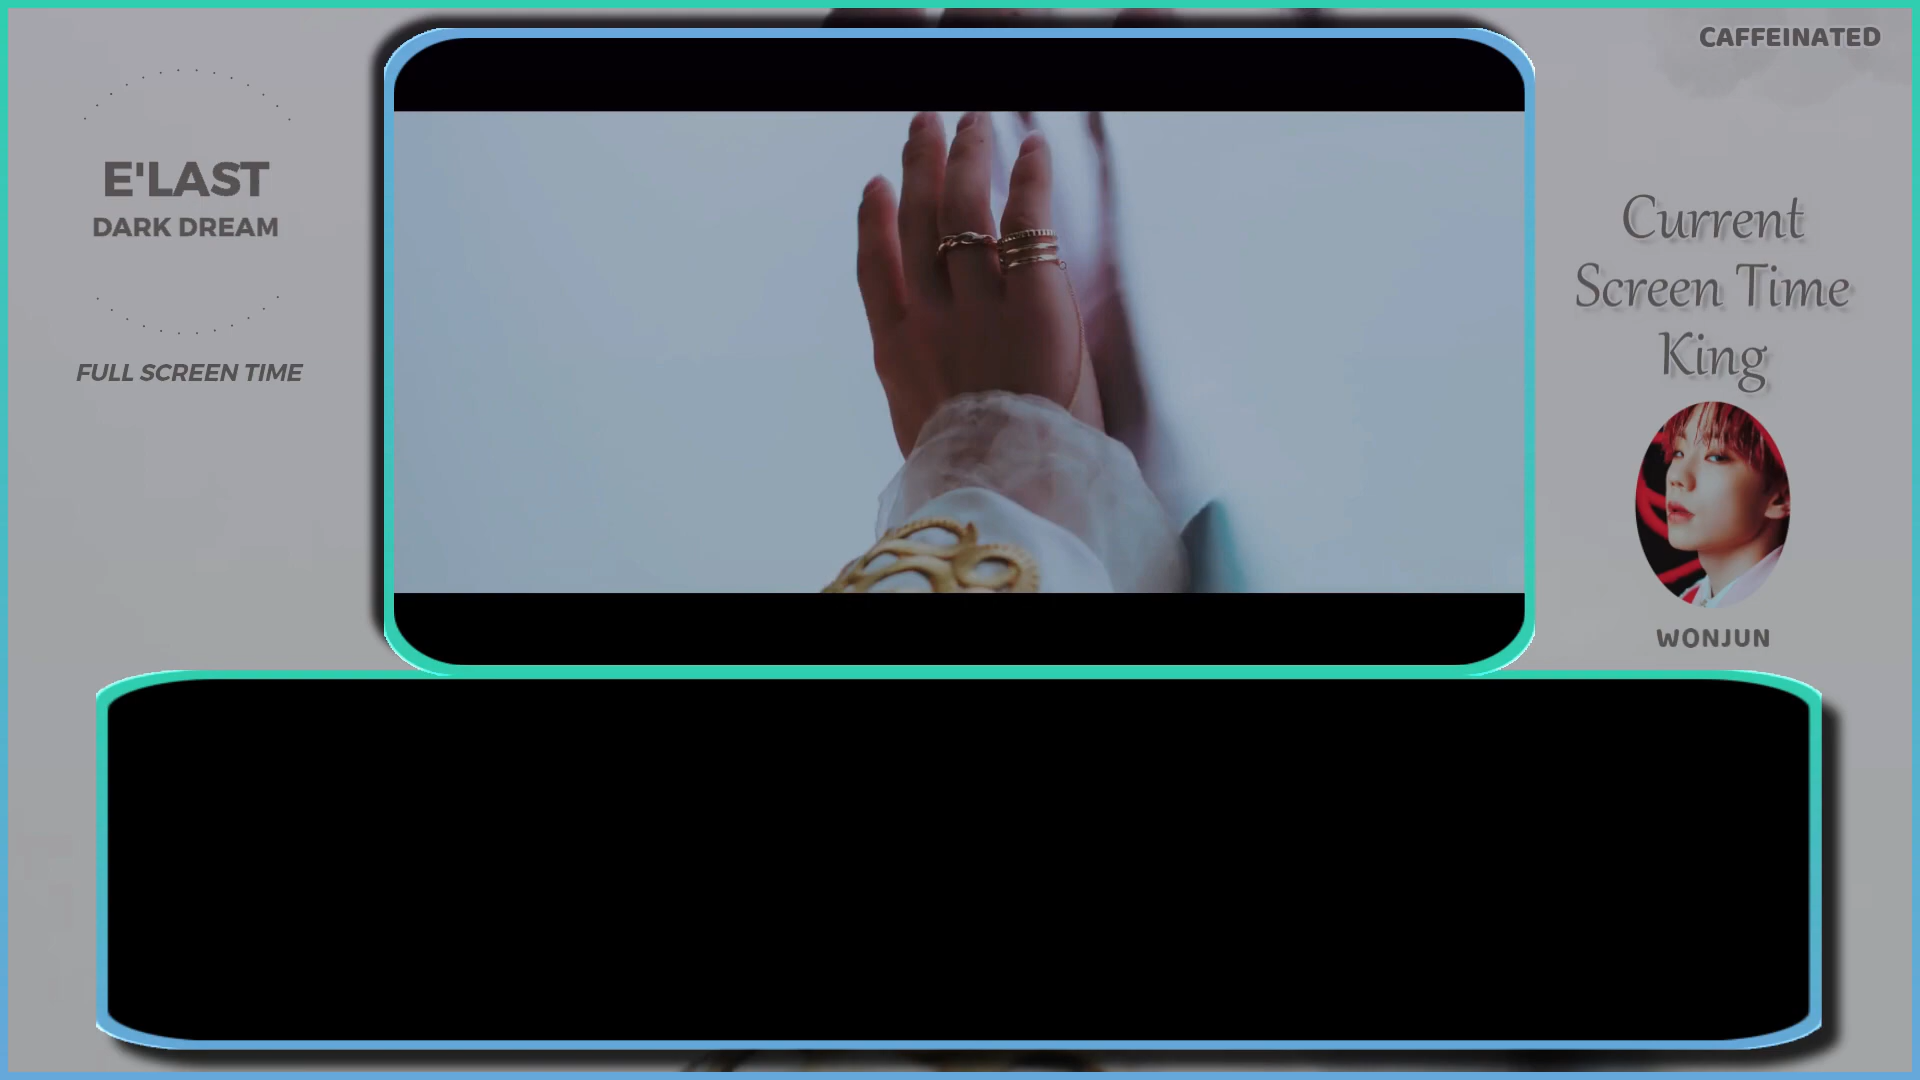 CAFFEINATED
E'LAST
DARK DREAM
FULL SCREEN TIME
Current
Screen Time
King
WONJUN